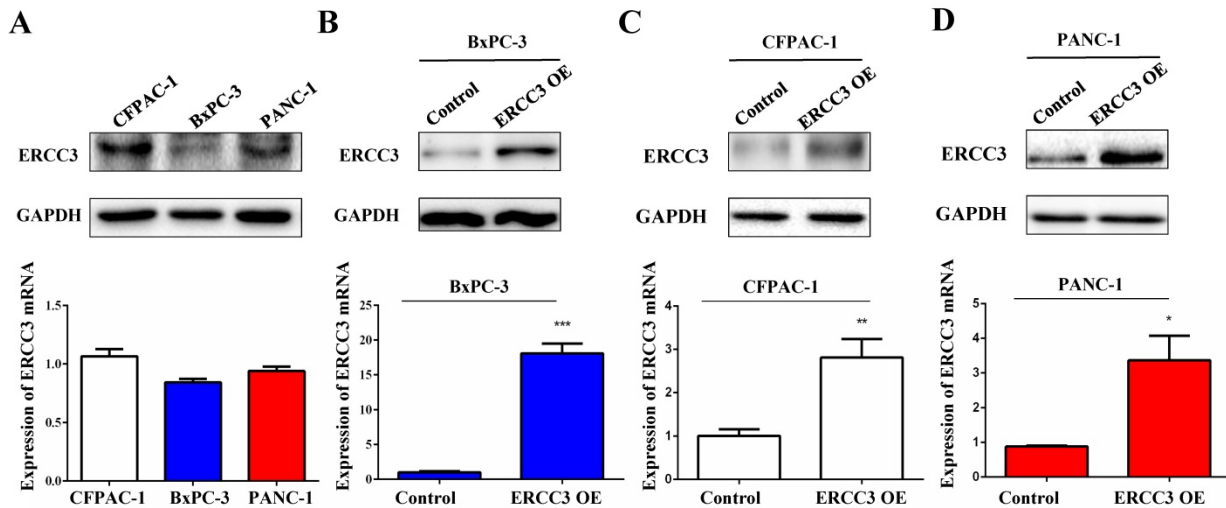 A
CFPAC-1
BxPC-3
PANC-1
ERCC3
GAPDH
Expression of ERCC3 mRNA
1.5
1.0
0.5
0.0
CFPAC-1 BxPC-3 PANC-1
B
BxPC-3
Control
ERCC3 OE
ERCC3
GAPDH
Expression of ERCC3 mRNA
BxPC-3
25
20
15
10
5
0
***
Control ERCC3 OE
C
CFPAC-1
Control
ERCC3 OE
ERCC3
GAPDH
Expression of ERCC3 mRNA
CFPAC-1
4
3
2
1
0
**
Control ERCC3 OE
D
PANC-1
Control
ERCC3 OE
ERCC3
GAPDH
Expression of ERCC3 mRNA
PANC-1
5
4
3
2
1
0
*
Control ERCC3 OE